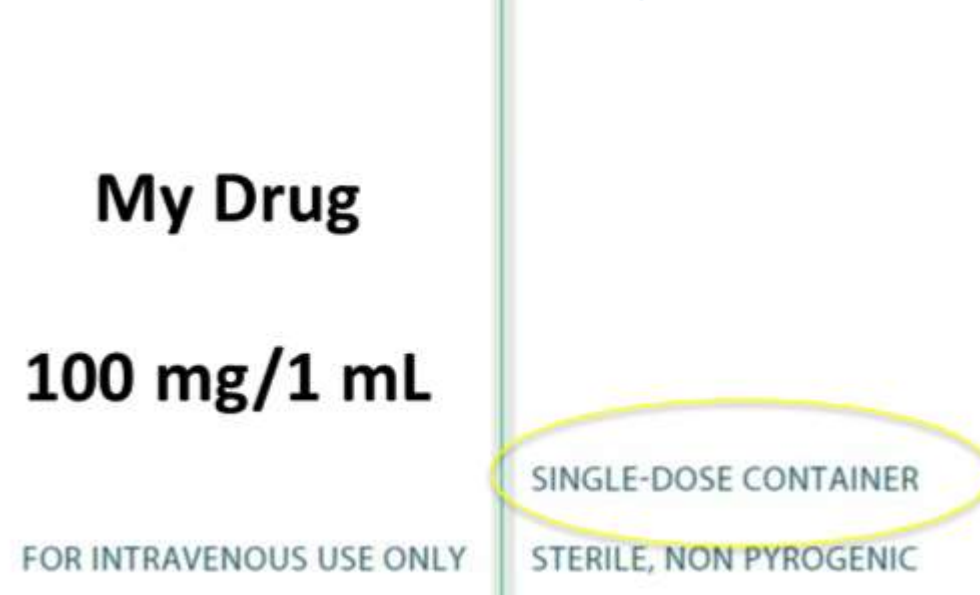 My Drug
100 mg/1 mL
FOR INTRAVENOUS USE ONLY
SINGLE-DOSE CONTAINER
STERILE, NON PYROGENIC